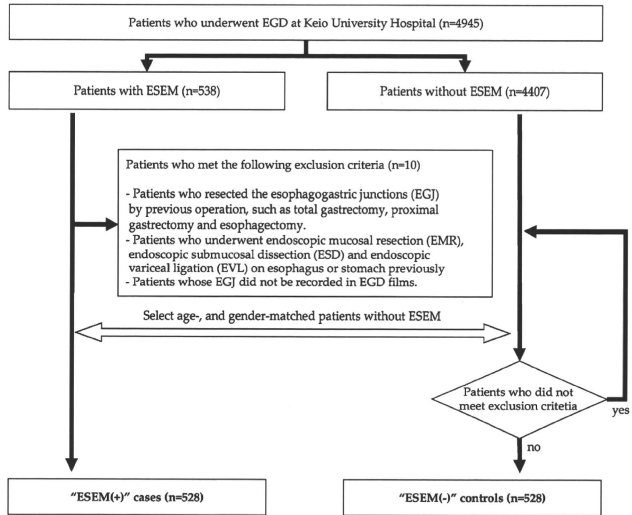 Patients who underwent EGD at Keio University Hospital (n=4945)
Patients with ESEM (n=538)
Patients without ESEM (n=4407)
Patients who met the following exclusion criteria (n=10)
- Patients who resected the esophagogastric junctions (EGJ)
by previous operation, such as total gastrectomy, proximal
gastrectomy and esophagectomy.
- Patients who underwent endoscopic mucosal resection (EMR),
endoscopic submucosal dissection (ESD) and endoscopic
variceal ligation (EVL) on esophagus or stomach previously
- Patients whose EGJ did not be recorded in EGD films.
Select age-, and gender-matched patients without ESEM
Patients who did not
meet exclusion critetia
yes
no
"ESEM(+)" cases (n=528)
"ESEM(-)" controls (n=528)